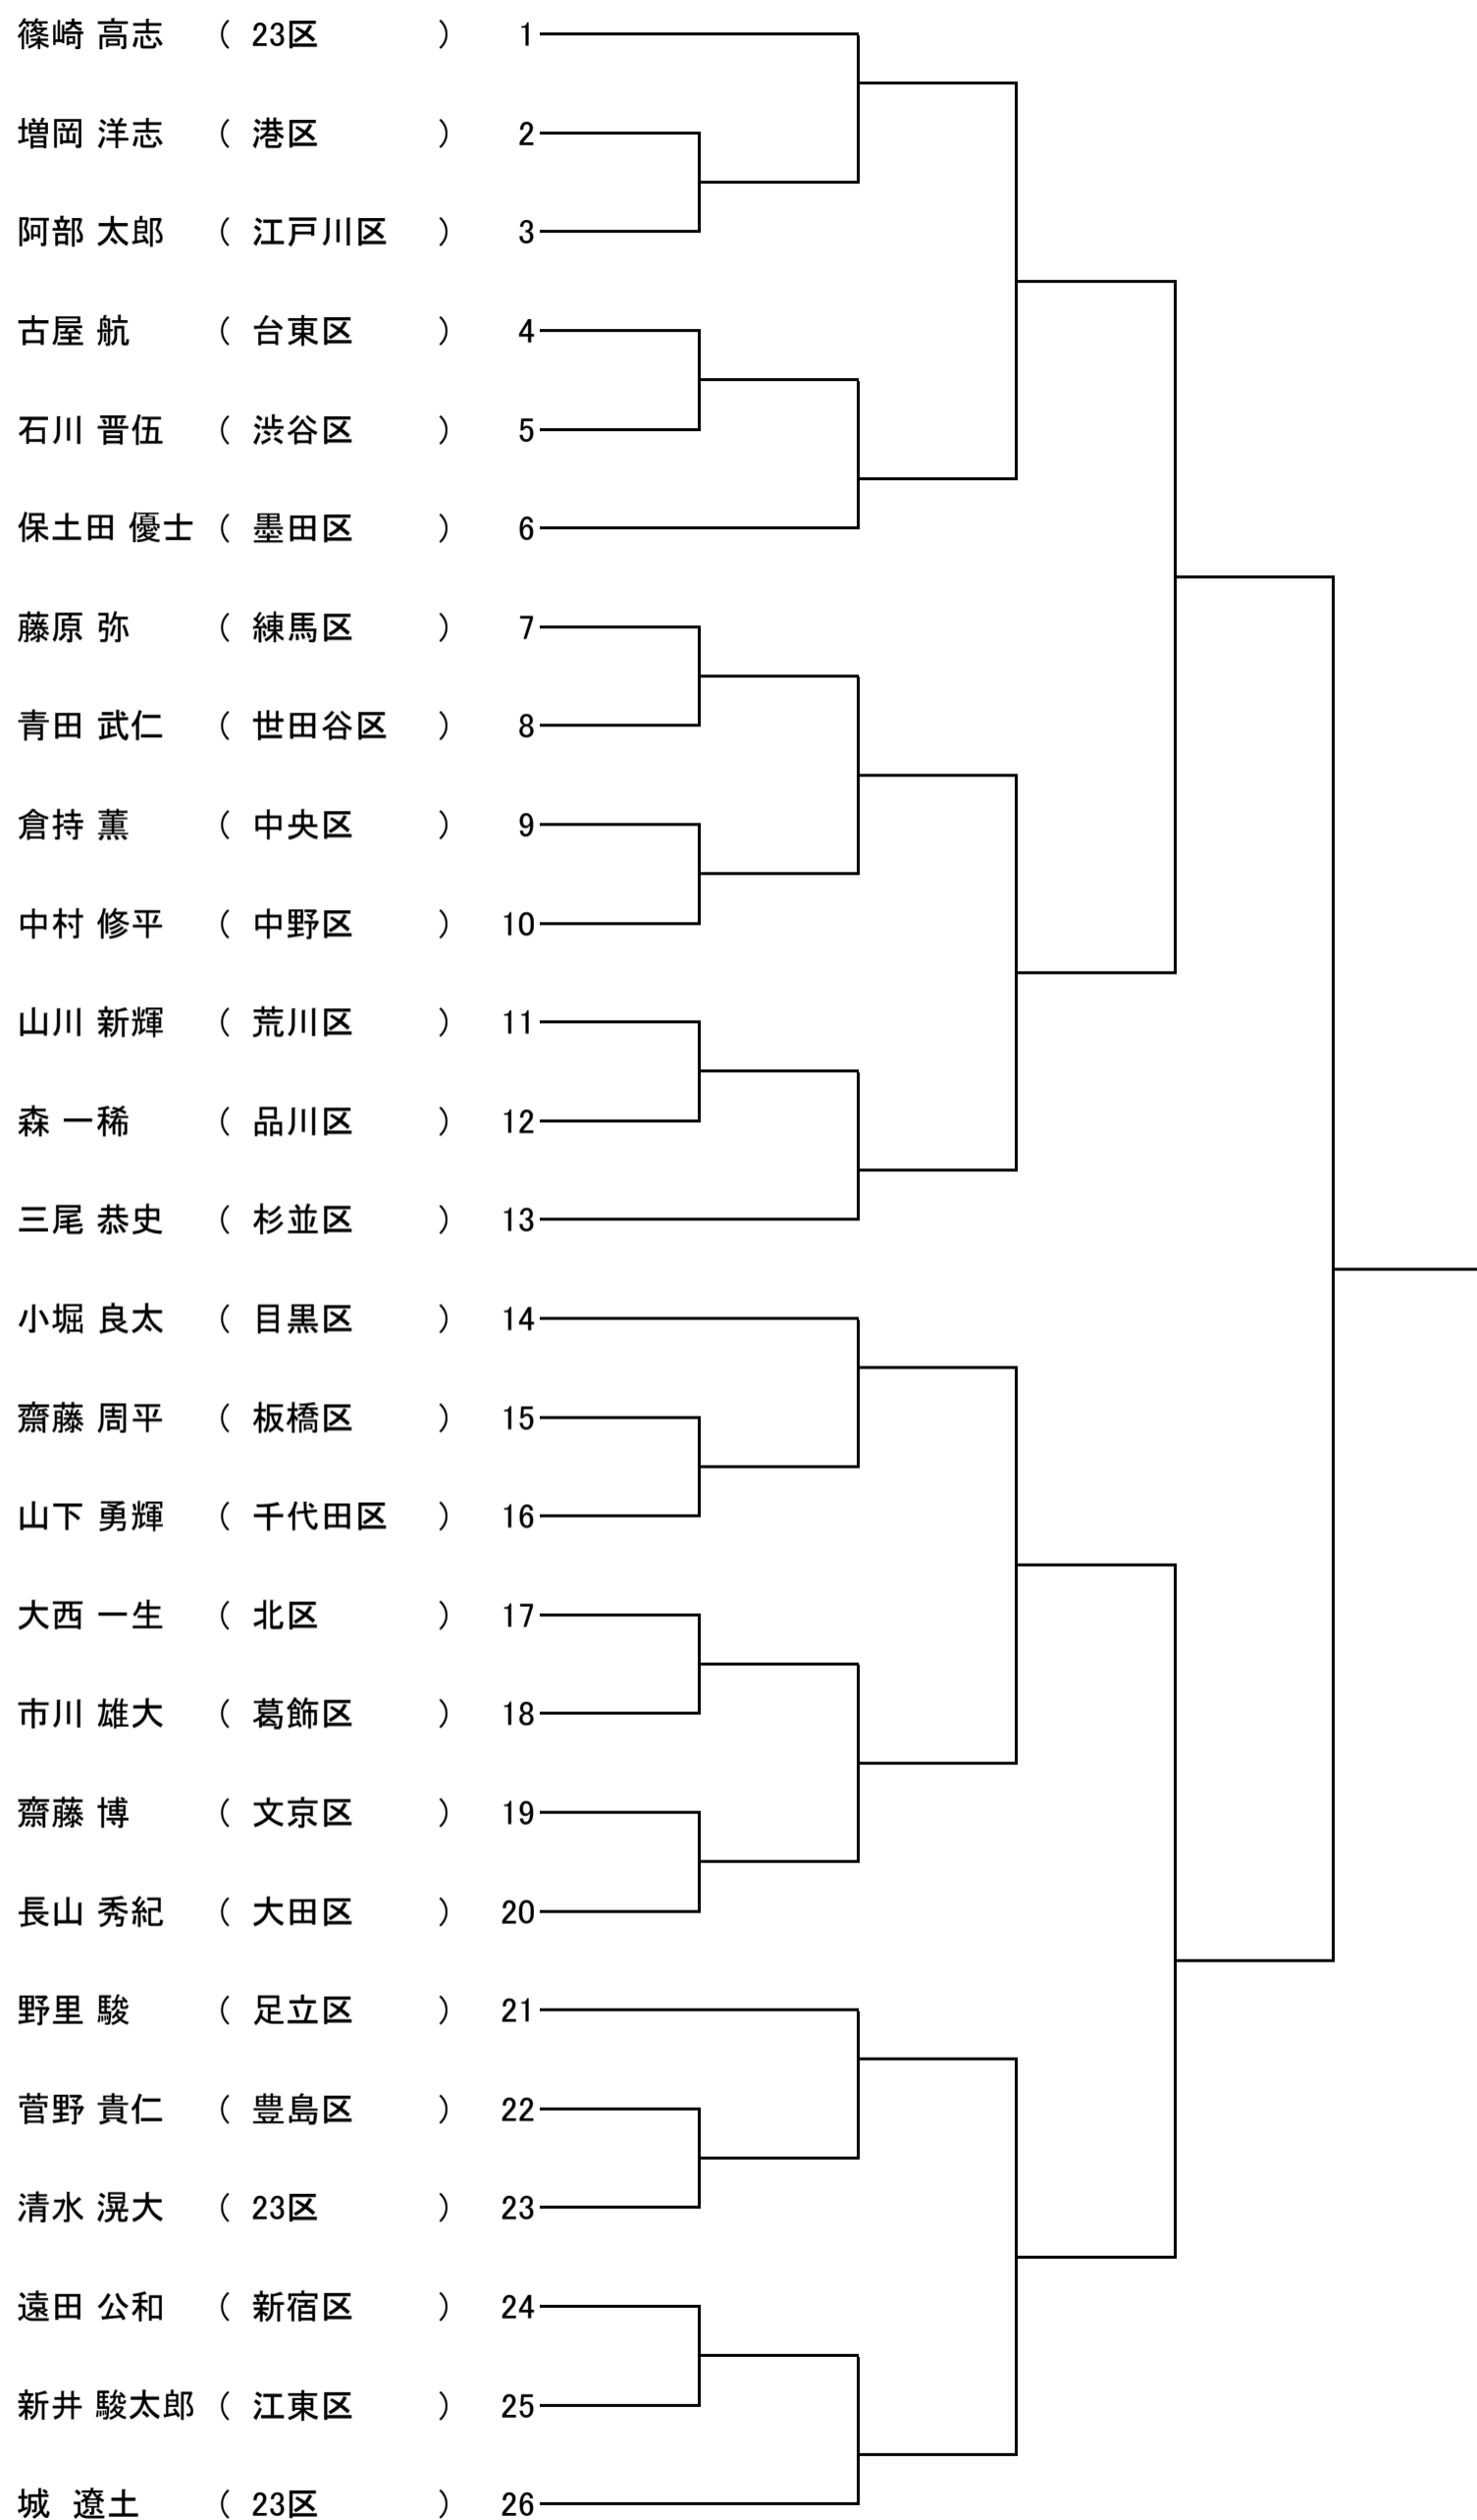 篠崎 高志 ( 23区 ) 1
増岡 洋志 ( 港区 ) 2
阿部 太郎 ( 江戸川区 ) 3
古屋 航 ( 台東区 ) 4
石川 晋伍 ( 渋谷区 ) 5
保土田 優士 ( 墨田区 ) 6
藤原 弥 ( 練馬区 ) 7
青田 武仁 ( 世田谷区 ) 8
倉持 薫 ( 中央区 ) 9
中村 修平 ( 中野区 ) 10
山川 新輝 ( 荒川区 ) 11
森 一稀 ( 品川区 ) 12
三尾 恭史 ( 杉並区 ) 13
小堀 良太 ( 目黒区 ) 14
齋藤 周平 ( 板橋区 ) 15
山下 勇輝 ( 千代田区 ) 16
大西 一生 ( 北区 ) 17
市川 雄大 ( 葛飾区 ) 18
齋藤 博 ( 文京区 ) 19
長山 秀紀 ( 大田区 ) 20
野里 駿 ( 足立区 ) 21
菅野 貴仁 ( 豊島区 ) 22
清水 滉大 ( 23区 ) 23
遠田 公和 ( 新宿区 ) 24
新井 駿太郎 ( 江東区 ) 25
城 遼士 ( 23区 ) 26